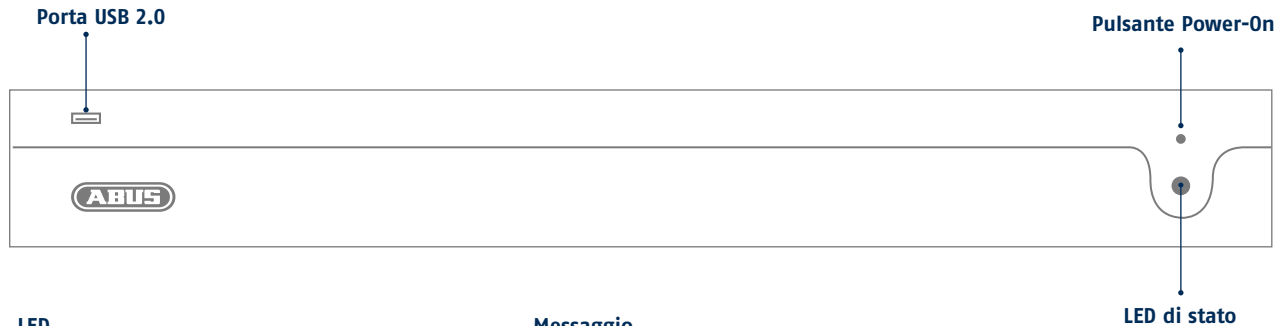 Porta USB 2.0
Pulsante Power-On
ABUS
LED di stato
LED
Messaggio